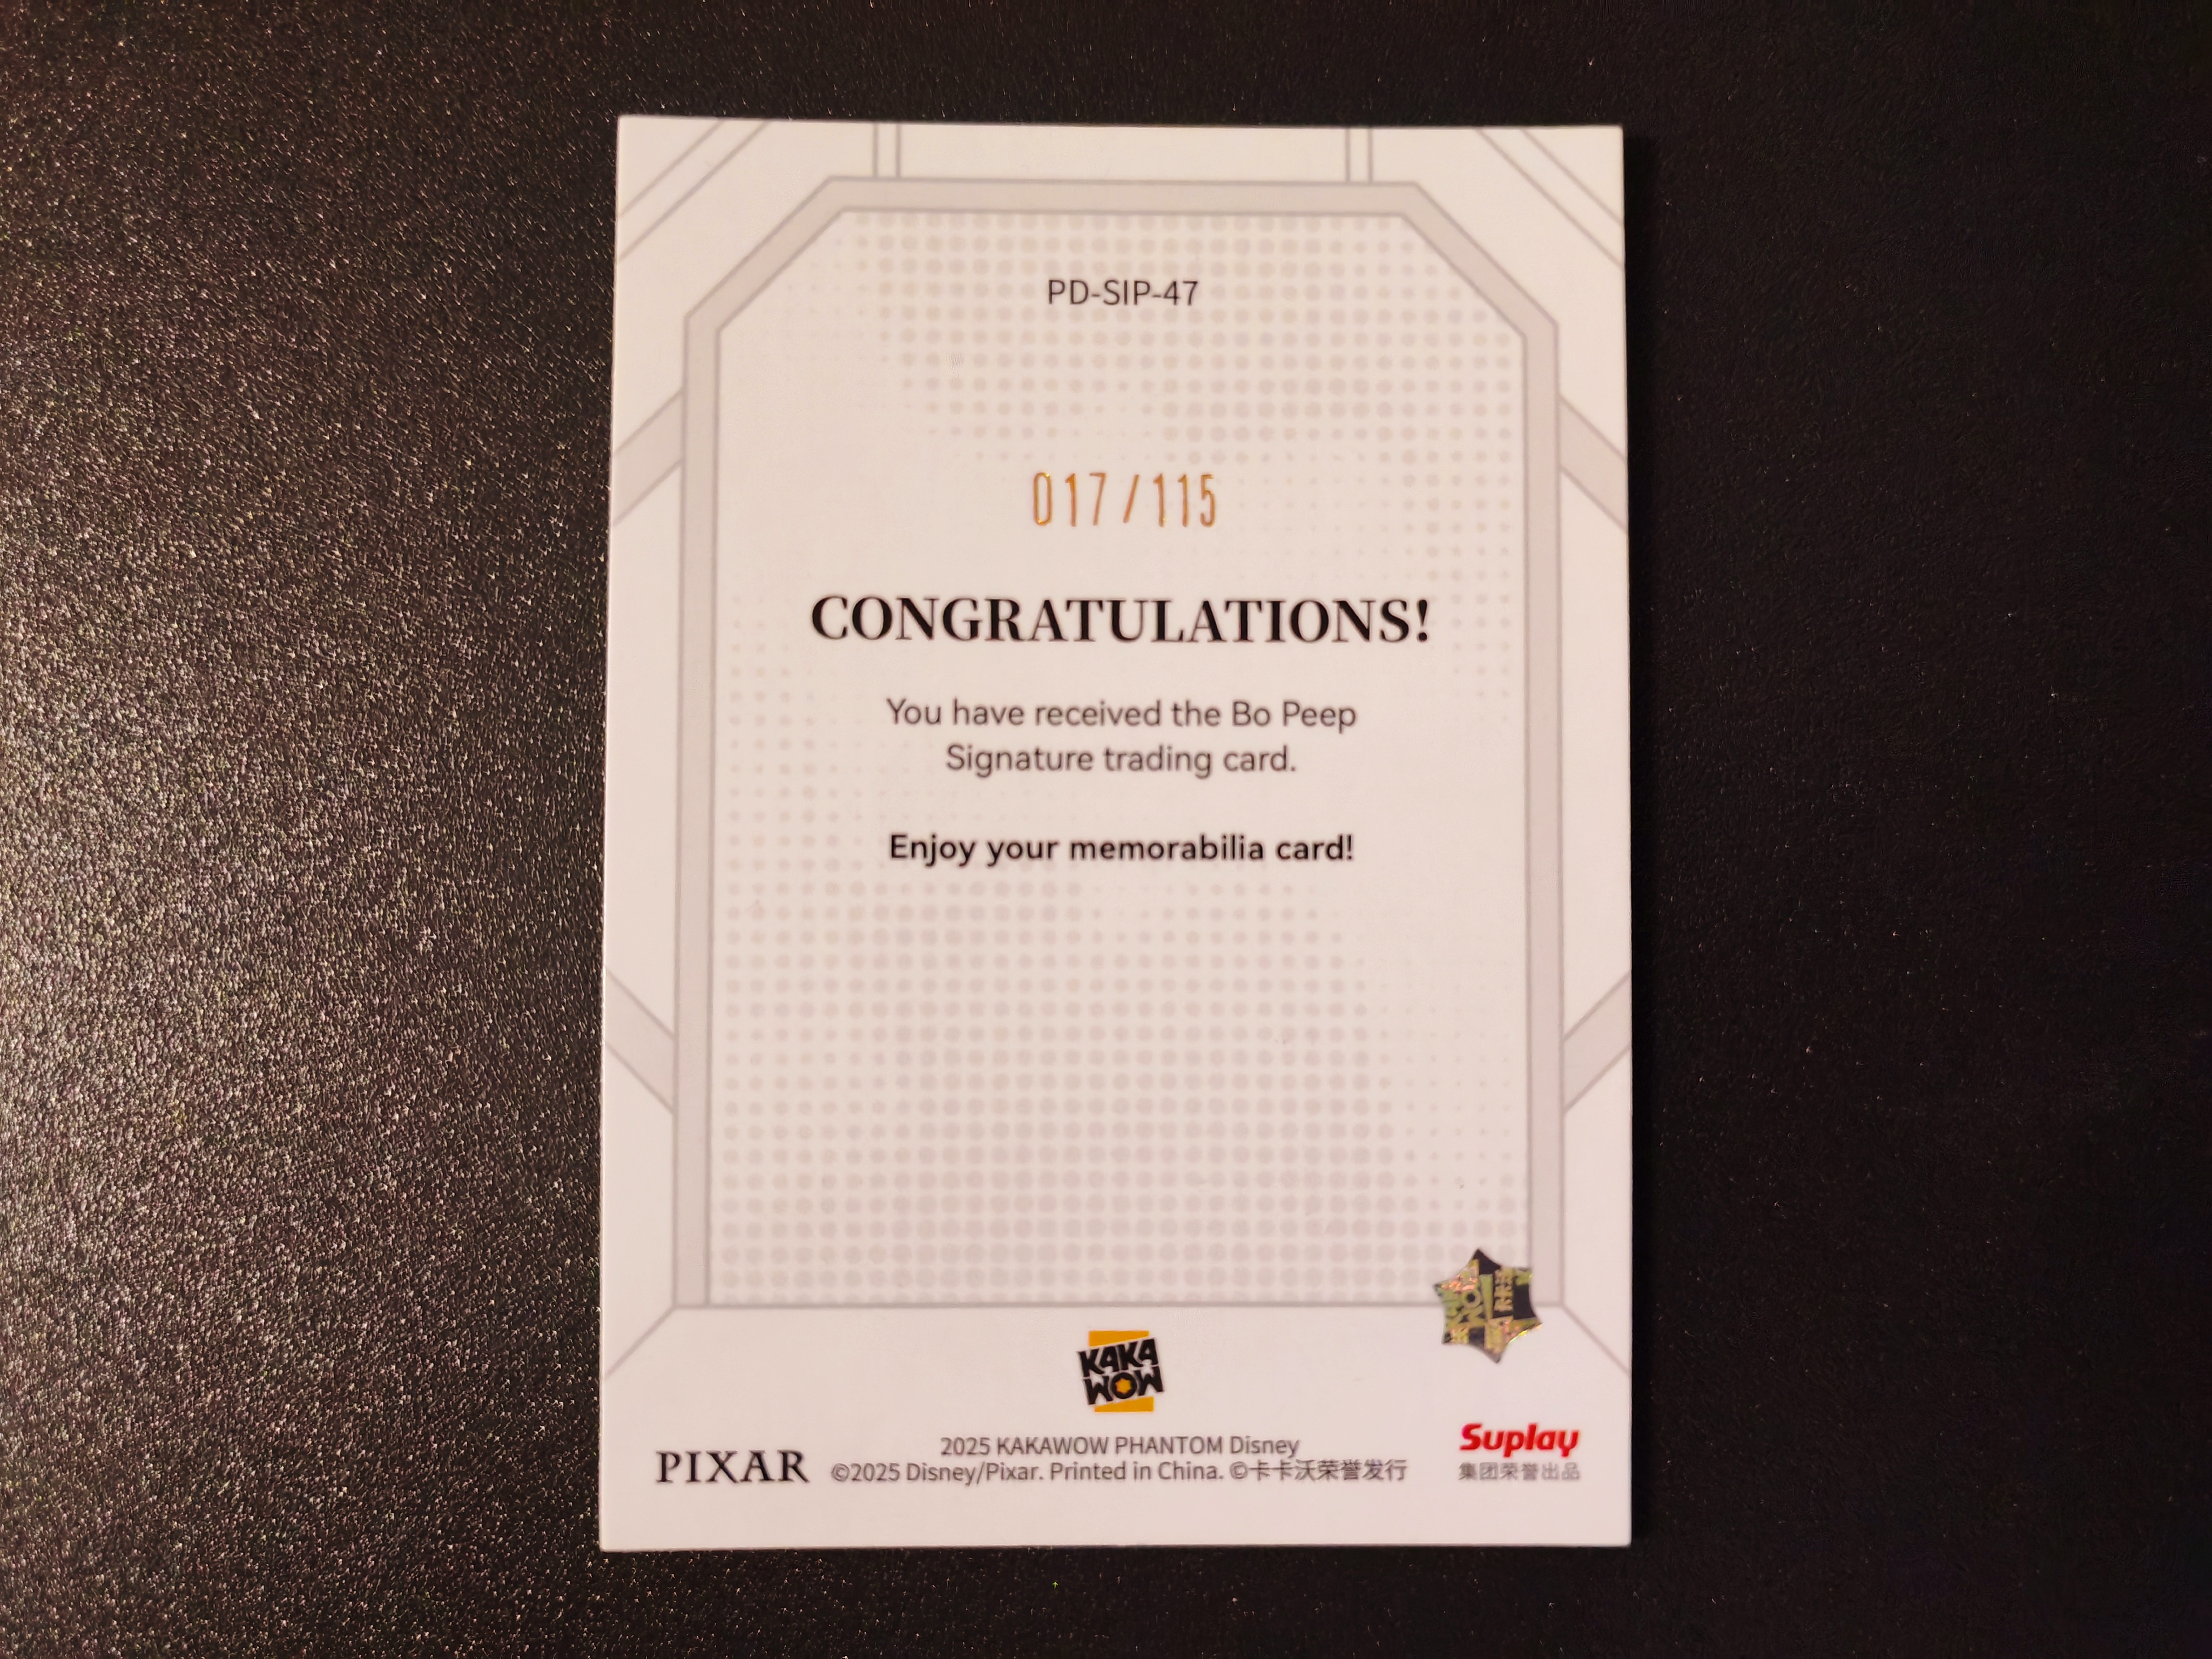 PD-SIP-47
017/115
CONGRATULATIONS!
You have received the Bo Peep
Signature trading card.
Enjoy your memorabilia card!
KAKA
WOW
2025 KAKAWOW PHANTOM Disney
PIXAR ©2025 Disney/Pixar. Printed in China. ©卡卡沃荣誉发行
Suplay
集团荣誉出品